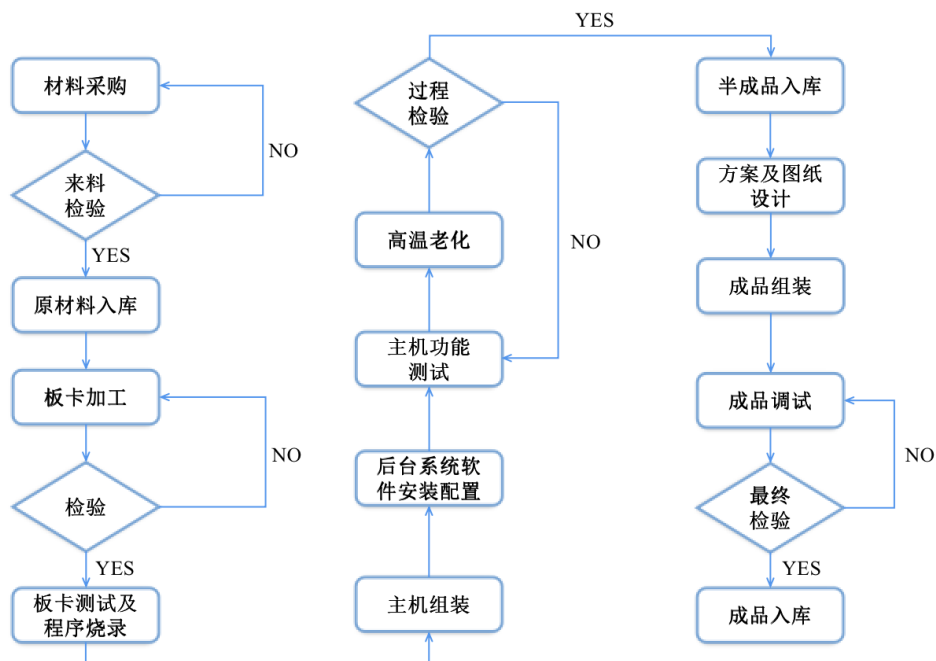 材料采购
NO
来料
检验
YES
原材料入库
板卡加工
NO
检验
YES
板卡测试及
程序烧录
主机组装
后台系统软
件安装配置
主机功能
测试
高温老化
过程
检验
NO
YES
半成品入库
方案及图纸
设计
成品组装
成品调试
NO
最终
检验
YES
成品入库